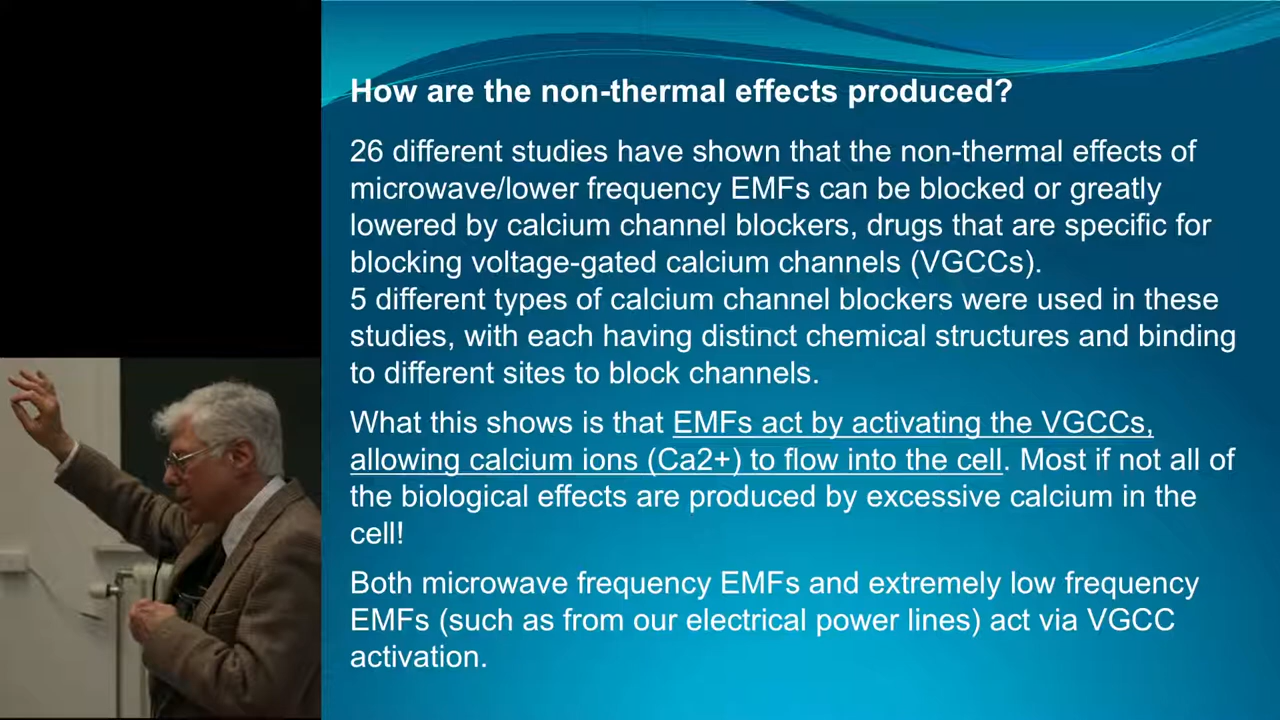 How are the non-thermal effects produced?
26 different studies have shown that the non-thermal effects of
microwave/lower frequency EMFs can be blocked or greatly
lowered by calcium channel blockers, drugs that are specific for
blocking voltage-gated calcium channels (VGCCs).
5 different types of calcium channel blockers were used in these
studies, with each having distinct chemical structures and binding
to different sites to block channels.
What this shows is that EMFs act by activating the VGCCs,
allowing calcium ions (Ca2+) to flow into the cell. Most if not all of
the biological effects are produced by excessive calcium in the
cell!
Both microwave frequency EMFs and extremely low frequency
EMFs (such as from our electrical power lines) act via VGCC
activation.